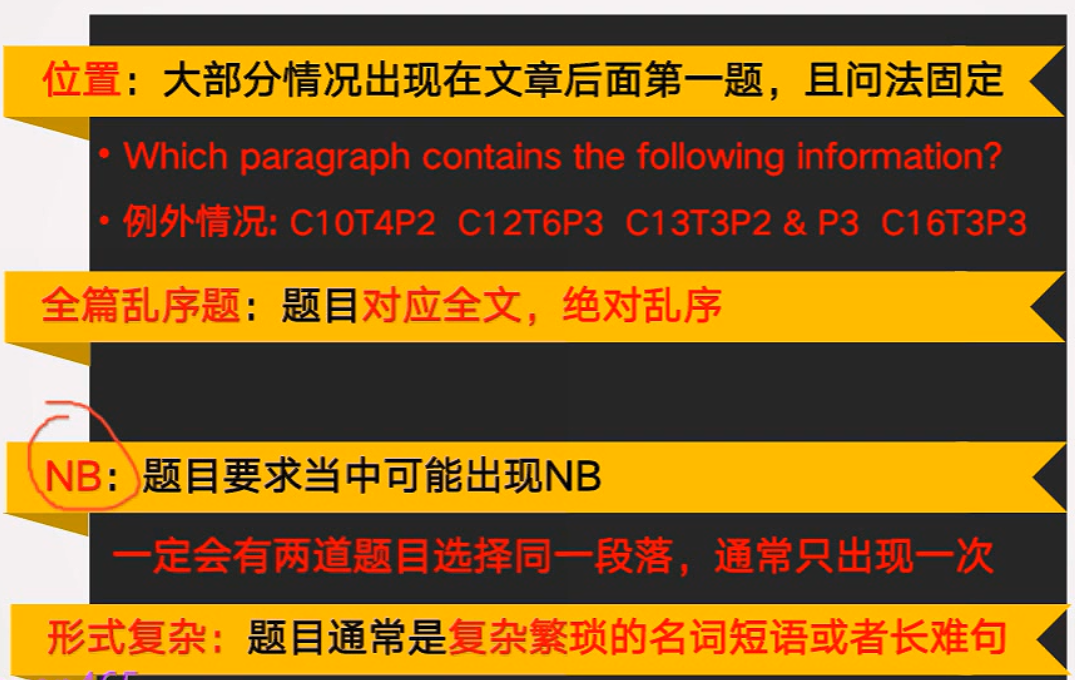 位置：大部分情况出现在文章后面第一题，且问法固定
• Which paragraph contains the following information?
• 例外情况: C10T4P2 C12T6P3 C13T3P2 & P3 C16T3P3
全篇乱序题：题目对应全文，绝对乱序
NB：题目要求当中可能出现NB
一定会有两道题目选择同一段落，通常只出现一次
形式复杂：题目通常是复杂繁琐的名词短语或者长难句